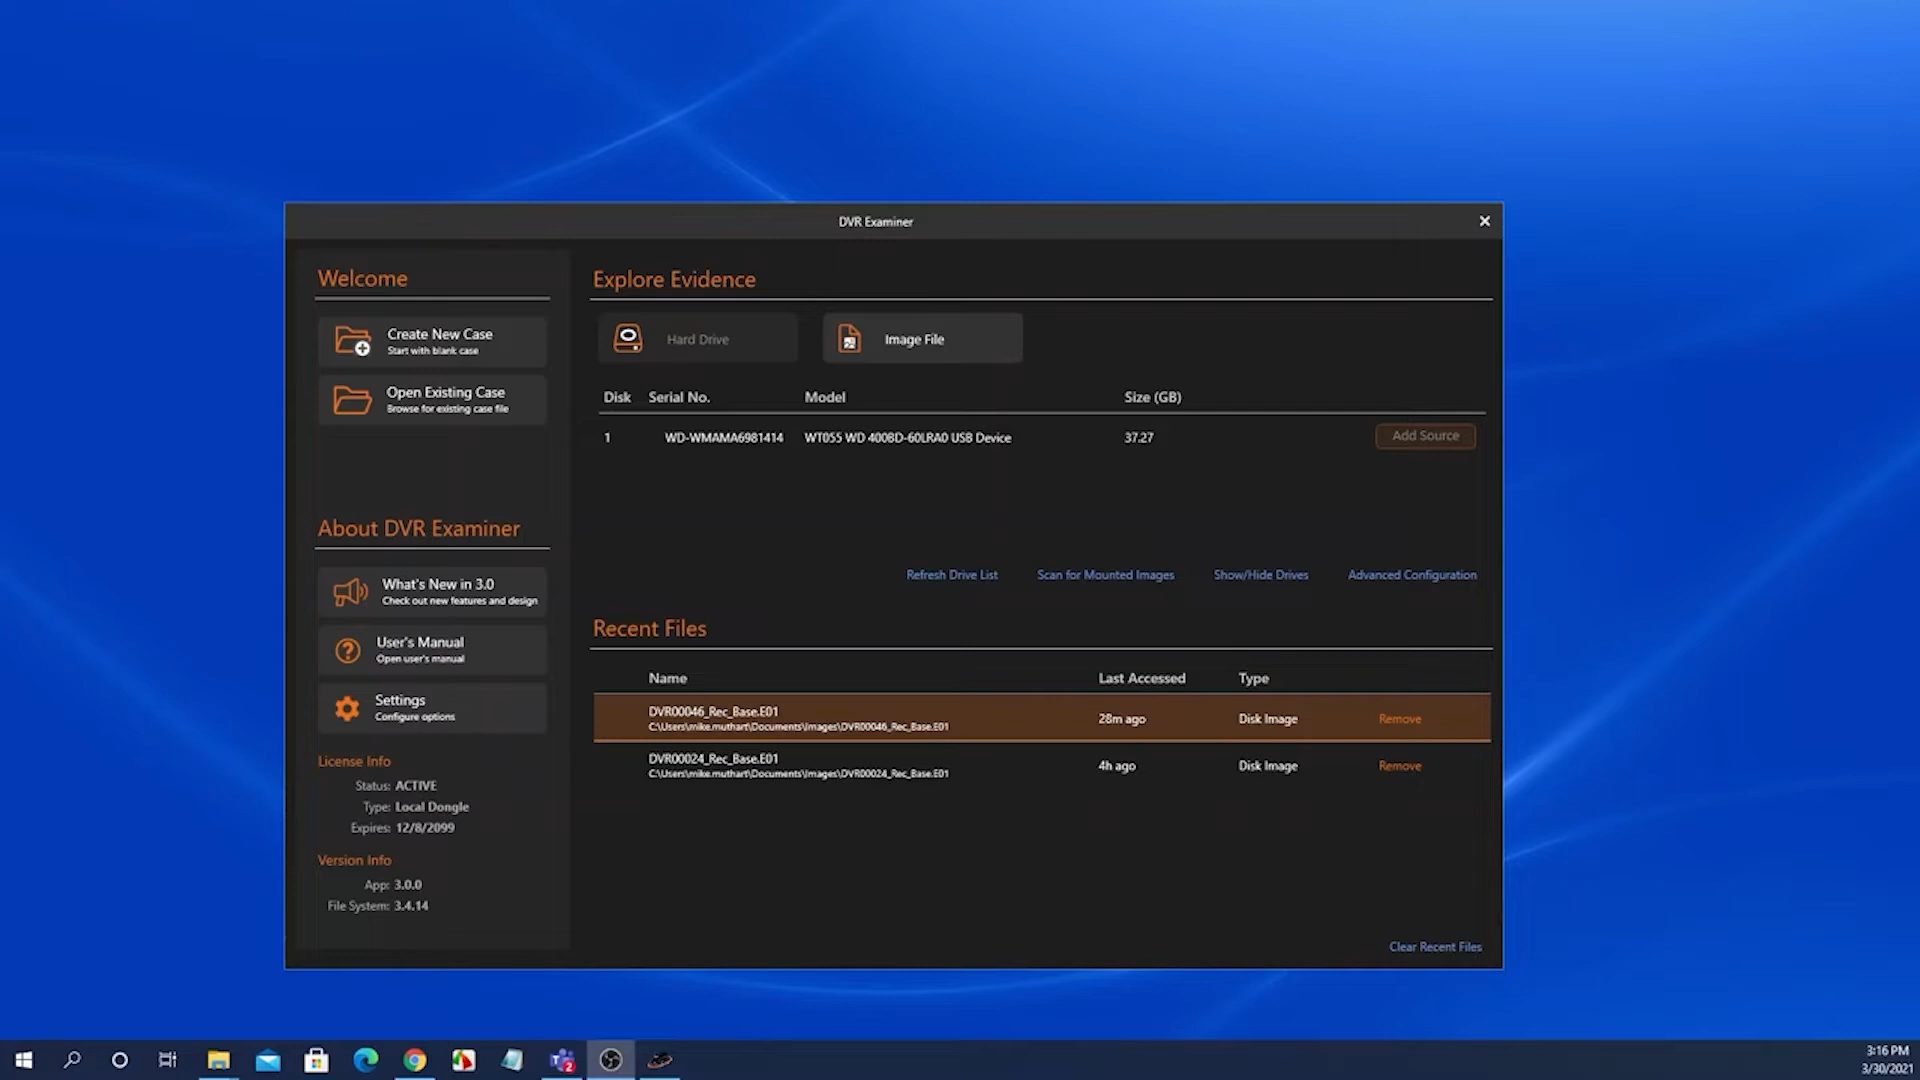 DVR Examiner
Welcome
Create New Case
Start with blank case
Open Existing Case
Browse for existing case file
About DVR Examiner
What's New in 3.0
Check out new features and design
User's Manual
Open user's manual
Settings
Configure options
License Info
Status: ACTIVE
Type: Local Dongle
Expires: 12/8/2099
Version Info
App: 3.0.0
File System: 3.4.14
Explore Evidence
Hard Drive
Image File
Disk Serial No. Model Size (GB)
1 WD-WMAMA6981414 WT055 WD 400BD-60LRA0 USB Device 37.27 Add Source
Refresh Drive List Scan for Mounted Images Show/Hide Drives Advanced Configuration
Recent Files
Name Last Accessed Type
DVR00046_Rec_Base.E01
C:\Users\mike.muthart\Documents\Images\DVR00046_Rec_Base.E01
28m ago Disk Image Remove
DVR00024_Rec_Base.E01
C:\Users\mike.muthart\Documents\Images\DVR00024_Rec_Base.E01
4h ago Disk Image Remove
Clear Recent Files
2
3:16 PM
3/30/2021